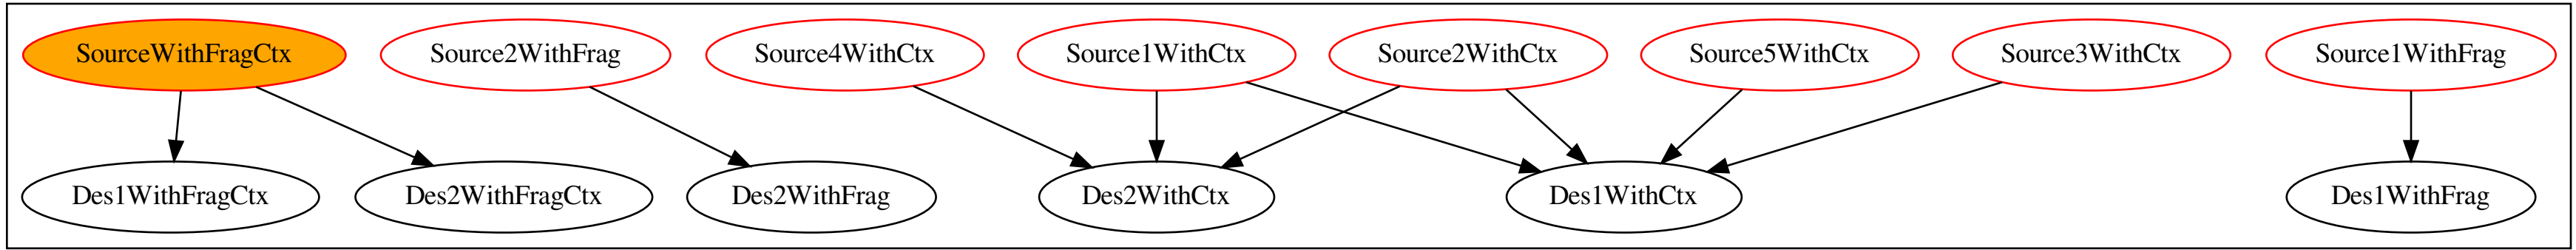 SourceWithFragCtx
Source2WithFrag
Source4WithCtx
Source1WithCtx
Source2WithCtx
Source5WithCtx
Source3WithCtx
Source1WithFrag
Des1WithFragCtx
Des2WithFragCtx
Des2WithFrag
Des2WithCtx
Des1WithCtx
Des1WithFrag